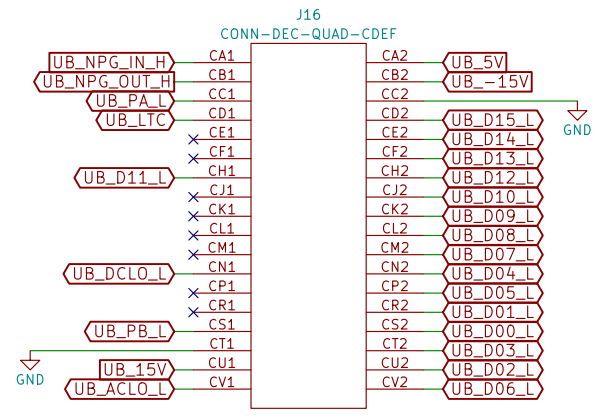 J16
CONN-DEC-QUAD-CDEF
UB_NPG_IN_H CA1 CA2 UB_5V
UB_NPG_OUT_H CB1 CB2 UB_-15V
UB_PA_L CC1 CC2
UB_LTC CD1 CD2 UB_D15_L
GND
CE1 CE2 UB_D14_L
CF1 CF2 UB_D13_L
UB_D11_L CH1 CH2 UB_D12_L
CJ1 CJ2 UB_D10_L
CK1 CK2 UB_D09_L
CL1 CL2 UB_D08_L
CM1 CM2 UB_D07_L
UB_DCLO_L CN1 CN2 UB_D04_L
CP1 CP2 UB_D05_L
CR1 CR2 UB_D01_L
UB_PB_L CS1 CS2 UB_D00_L
CT1 CT2 UB_D03_L
UB_15V CU1 CU2 UB_D02_L
GND
UB_ACLO_L CV1 CV2 UB_D06_L